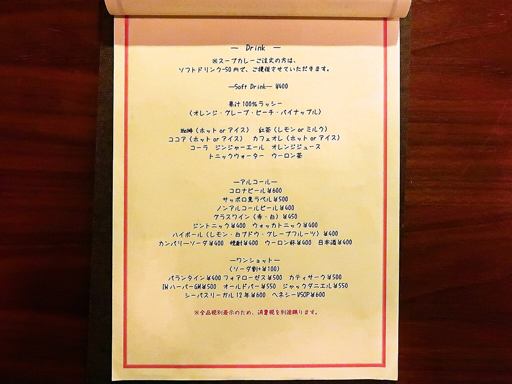 — Drink —
※スープカレーご注文の方は、
ソフトドリンク-50円で、ご提供させていただきます。
—Soft Drink— ¥400
果汁100%ラッシー
(オレンジ・グレープ・ピーチ・パイナップル)
珈琲(ホット or アイス) 紅茶(レモン or ミルク)
ココア(ホット or アイス) カフェオレ(ホット or アイス)
コーラ ジンジャーエール オレンジジュース
トニックウォーター ウーロン茶
—アルコール—
コロナビール¥600
サッポロ黒ラベル¥500
ノンアルコールビール¥400
グラスワイン(赤・白)¥450
ジントニック¥400 ウォッカトニック¥400
ハイボール(レモン・白ブドウ・グレープフルーツ) ¥400
カンパリーソーダ¥400 焼酎¥400 ウーロン杯¥400 日本酒¥400
—ワンショット—
(ソーダ割+¥100)
バランタイン¥400 フィアローゼス¥500 カティサーク¥500
IWハーパーGM¥500 オールドパー¥550 ジャックダニエル¥550
シーバスリーガル12年¥600 ヘネシーVSOP¥600
※全品税別表示のため、消費税を別途賜ります。